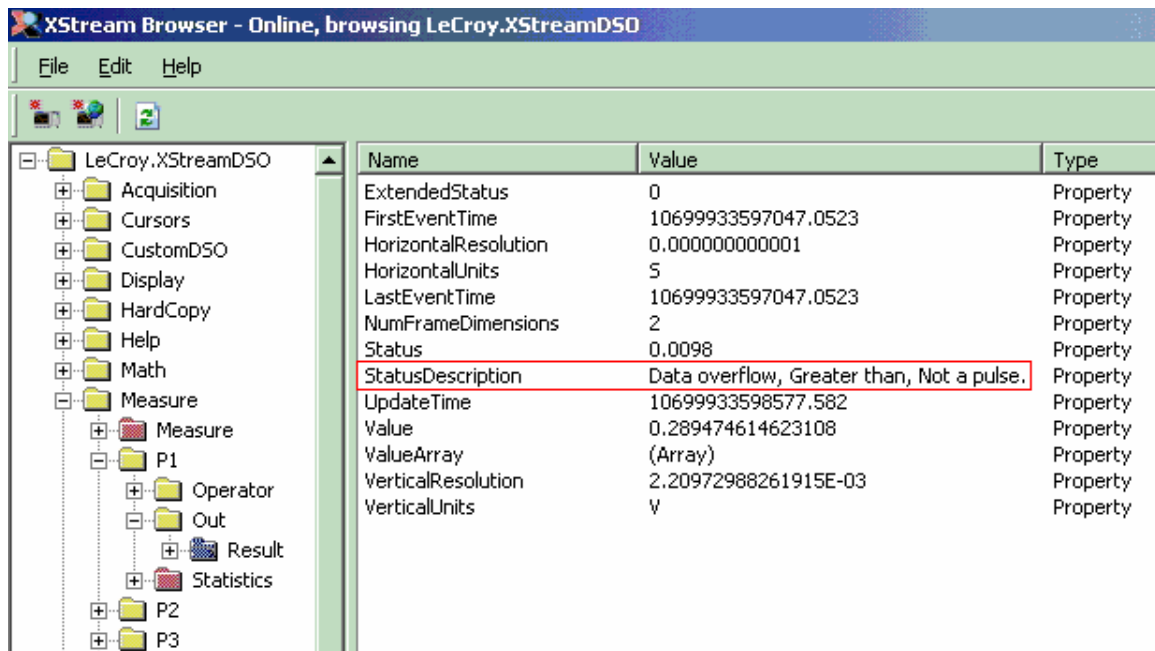 XStream Browser - Online, browsing LeCroy.XStreamDSO
File Edit Help
LeCroy.XStreamDSO
Acquisition
Cursors
CustomDSO
Display
HardCopy
Help
Math
Measure
Measure
P1
Operator
Out
Result
Statistics
P2
P3
Name Value Type
ExtendedStatus 0 Property
FirstEventTime 10699933597047.0523 Property
HorizontalResolution 0.000000000001 Property
HorizontalUnits S Property
LastEventTime 10699933597047.0523 Property
NumFrameDimensions 2 Property
Status 0.0098 Property
StatusDescription Data overflow, Greater than, Not a pulse. Property
UpdateTime 10699933598577.582 Property
Value 0.289474614623108 Property
ValueArray (Array) Property
VerticalResolution 2.20972988261915E-03 Property
VerticalUnits V Property